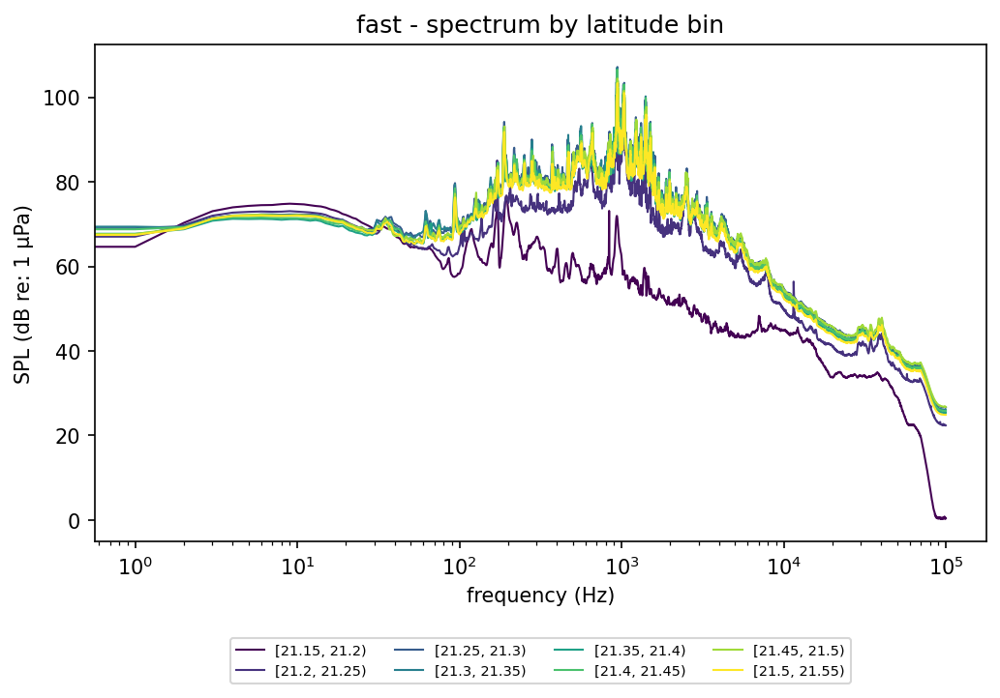 fast - spectrum by latitude bin
SPL (dB re: 1 µPa)
100
80
60
40
20
0
10⁰ 10¹ 10² 10³ 10⁴ 10⁵
frequency (Hz)
[21.15, 21.2) [21.25, 21.3) [21.35, 21.4) [21.45, 21.5)
[21.2, 21.25) [21.3, 21.35) [21.4, 21.45) [21.5, 21.55)